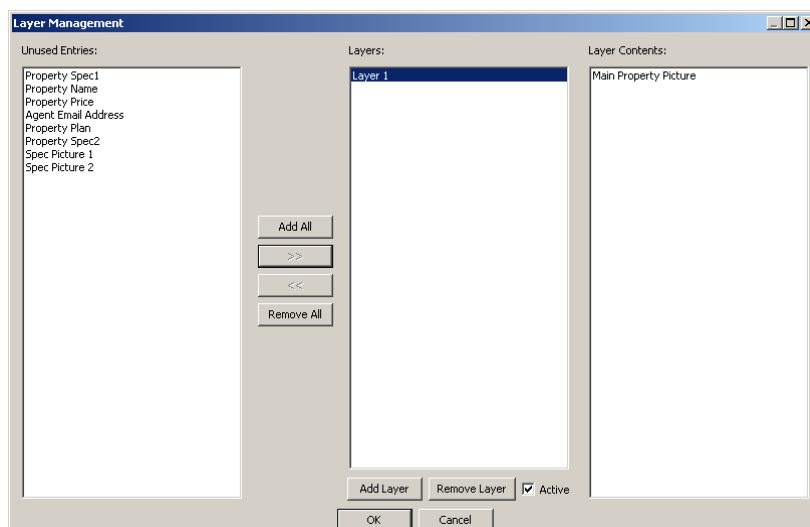 Layer Management
Unused Entries:
Property Spec1
Property Name
Property Price
Agent Email Address
Property Plan
Property Spec2
Spec Picture 1
Spec Picture 2
Add All
>>
<<
Remove All
Layers:
Layer 1
Add Layer
Remove Layer
Active
Layer Contents:
Main Property Picture
OK
Cancel